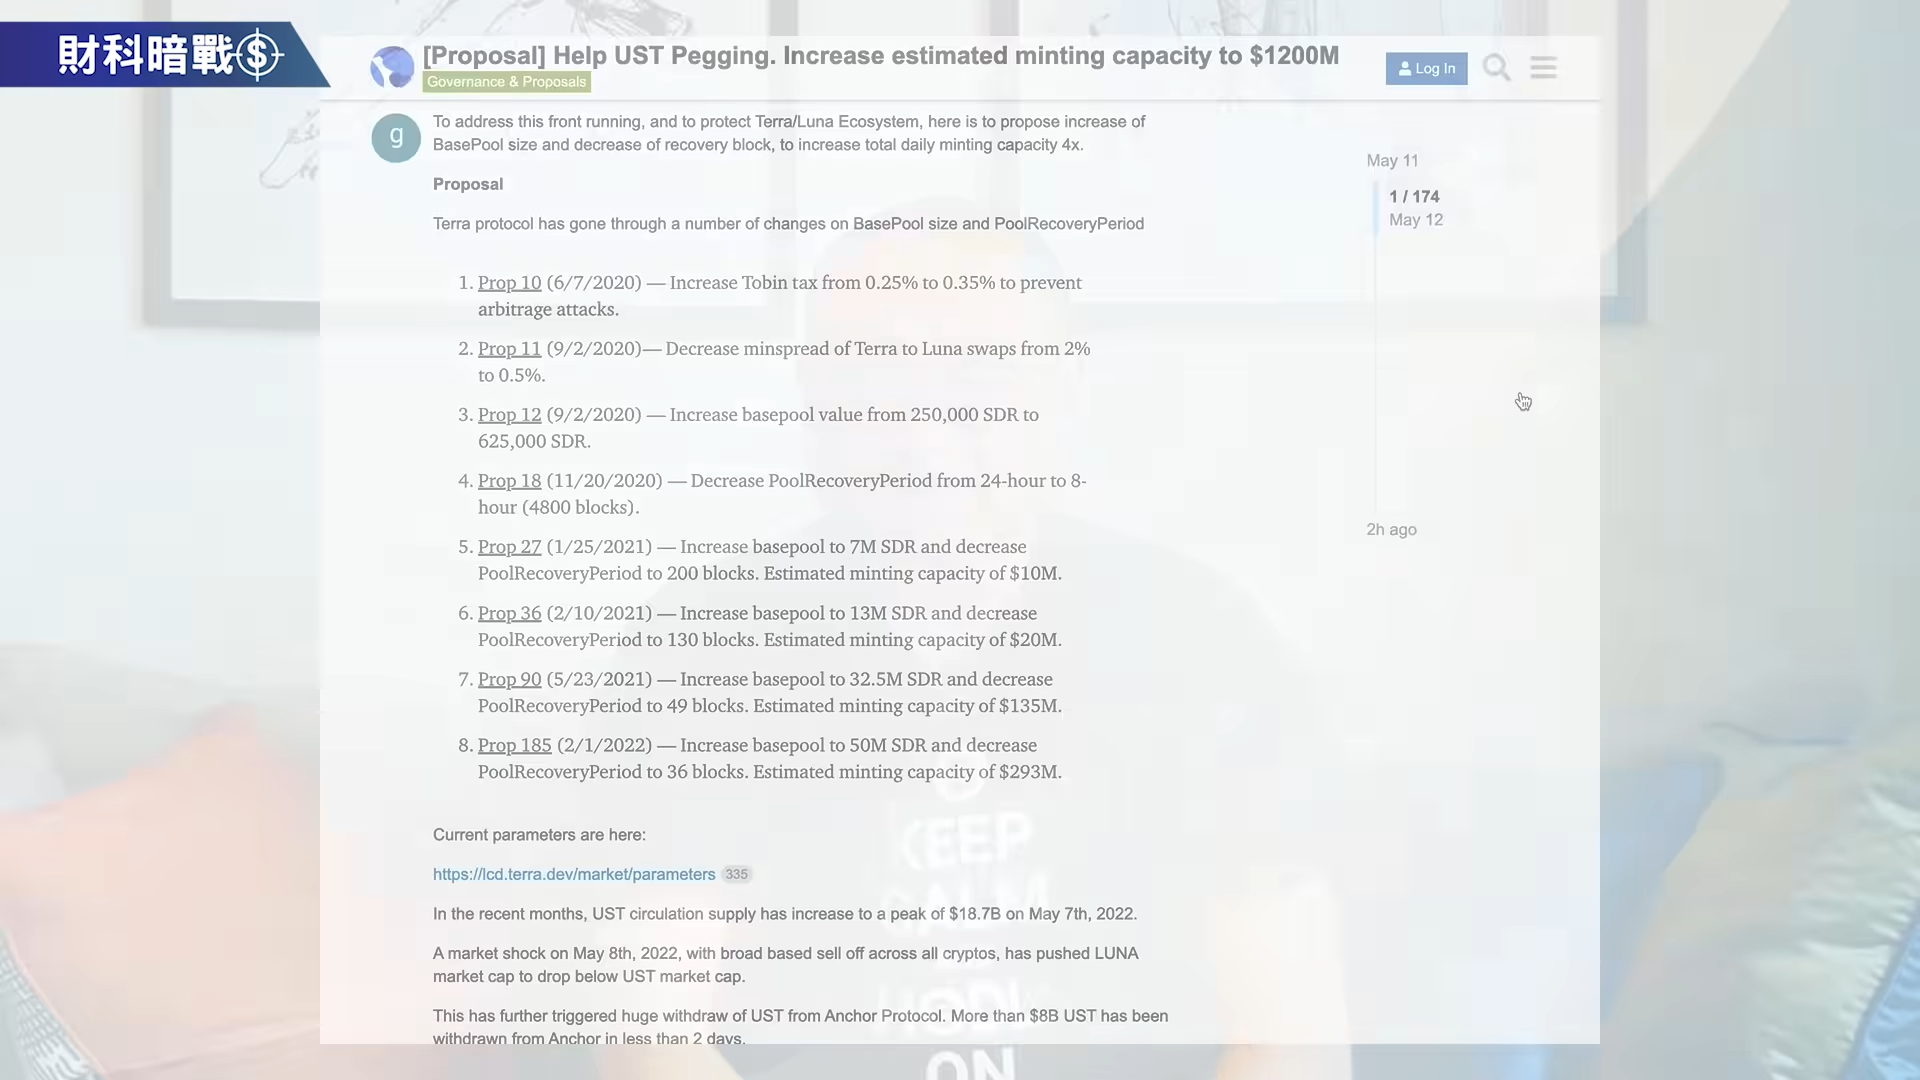 財科暗戰$
[Proposal] Help UST Pegging. Increase estimated minting capacity to $1200M
Governance & Proposals
Log In
g
To address this front running, and to protect Terra/Luna Ecosystem, here is to propose increase of
BasePool size and decrease of recovery block, to increase total daily minting capacity 4x.
Proposal
Terra protocol has gone through a number of changes on BasePool size and PoolRecoveryPeriod
1. Prop 10 (6/7/2020) — Increase Tobin tax from 0.25% to 0.35% to prevent
arbitrage attacks.
2. Prop 11 (9/2/2020)— Decrease minspread of Terra to Luna swaps from 2%
to 0.5%.
3. Prop 12 (9/2/2020) — Increase basepool value from 250,000 SDR to
625,000 SDR.
4. Prop 18 (11/20/2020) — Decrease PoolRecoveryPeriod from 24-hour to 8-
hour (4800 blocks).
5. Prop 27 (1/25/2021) — Increase basepool to 7M SDR and decrease
PoolRecoveryPeriod to 200 blocks. Estimated minting capacity of $10M.
6. Prop 36 (2/10/2021) — Increase basepool to 13M SDR and decrease
PoolRecoveryPeriod to 130 blocks. Estimated minting capacity of $20M.
7. Prop 90 (5/23/2021) — Increase basepool to 32.5M SDR and decrease
PoolRecoveryPeriod to 49 blocks. Estimated minting capacity of $135M.
8. Prop 185 (2/1/2022) — Increase basepool to 50M SDR and decrease
PoolRecoveryPeriod to 36 blocks. Estimated minting capacity of $293M.
Current parameters are here:
https://lcd.terra.dev/market/parameters 335
In the recent months, UST circulation supply has increase to a peak of $18.7B on May 7th, 2022.
A market shock on May 8th, 2022, with broad based sell off across all cryptos, has pushed LUNA
market cap to drop below UST market cap.
This has further triggered huge withdraw of UST from Anchor Protocol. More than $8B UST has been
withdrawn from Anchor in less than 2 days.
May 11
1 / 174
May 12
2h ago
KEEP
CALM
HODL
ON